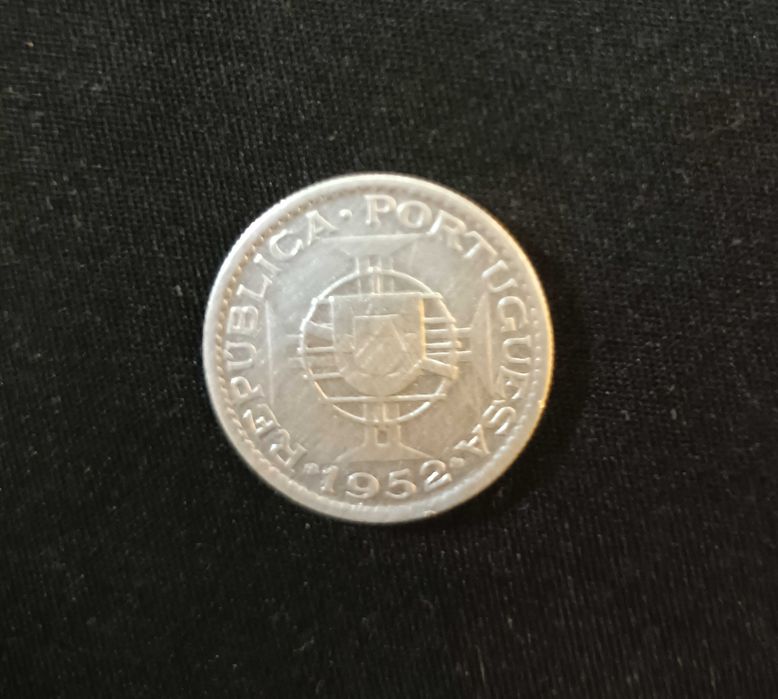 REPUBLICA · PORTUGUESA
1952